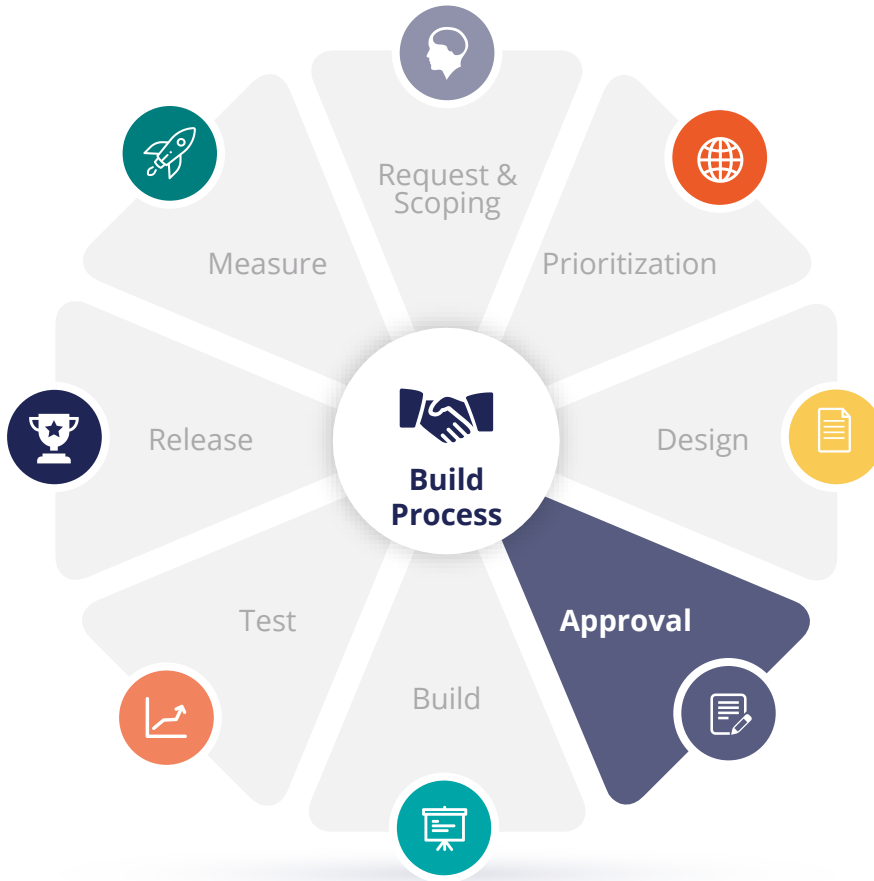 Request &
Scoping
Prioritization
Design
Approval
Build
Test
Release
Measure
Build
Process